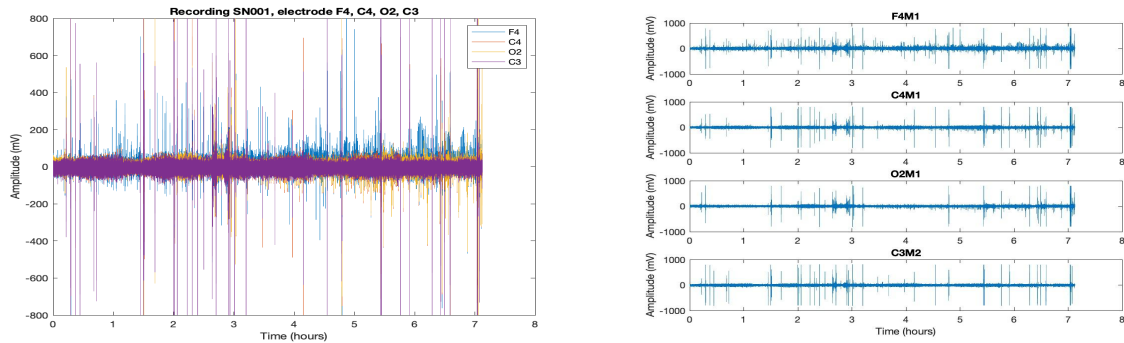 Recording SN001, electrode F4, C4, O2, C3
800
600
400
200
0
-200
-400
-600
-800
Amplitude (mV)
F4
C4
O2
C3
0 1 2 3 4 5 6 7 8
Time (hours)
F4M1
Amplitude (mV)
1000
0
-1000
0 1 2 3 4 5 6 7 8
C4M1
Amplitude (mV)
1000
0
-1000
0 1 2 3 4 5 6 7 8
O2M1
Amplitude (mV)
1000
0
-1000
0 1 2 3 4 5 6 7 8
C3M2
Amplitude (mV)
1000
0
-1000
0 1 2 3 4 5 6 7 8
Time (hours)